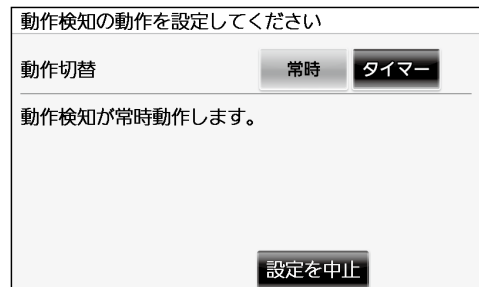 動作検知の動作を設定してください
動作切替 常時 タイマー
動作検知が常時動作します。
設定を中止